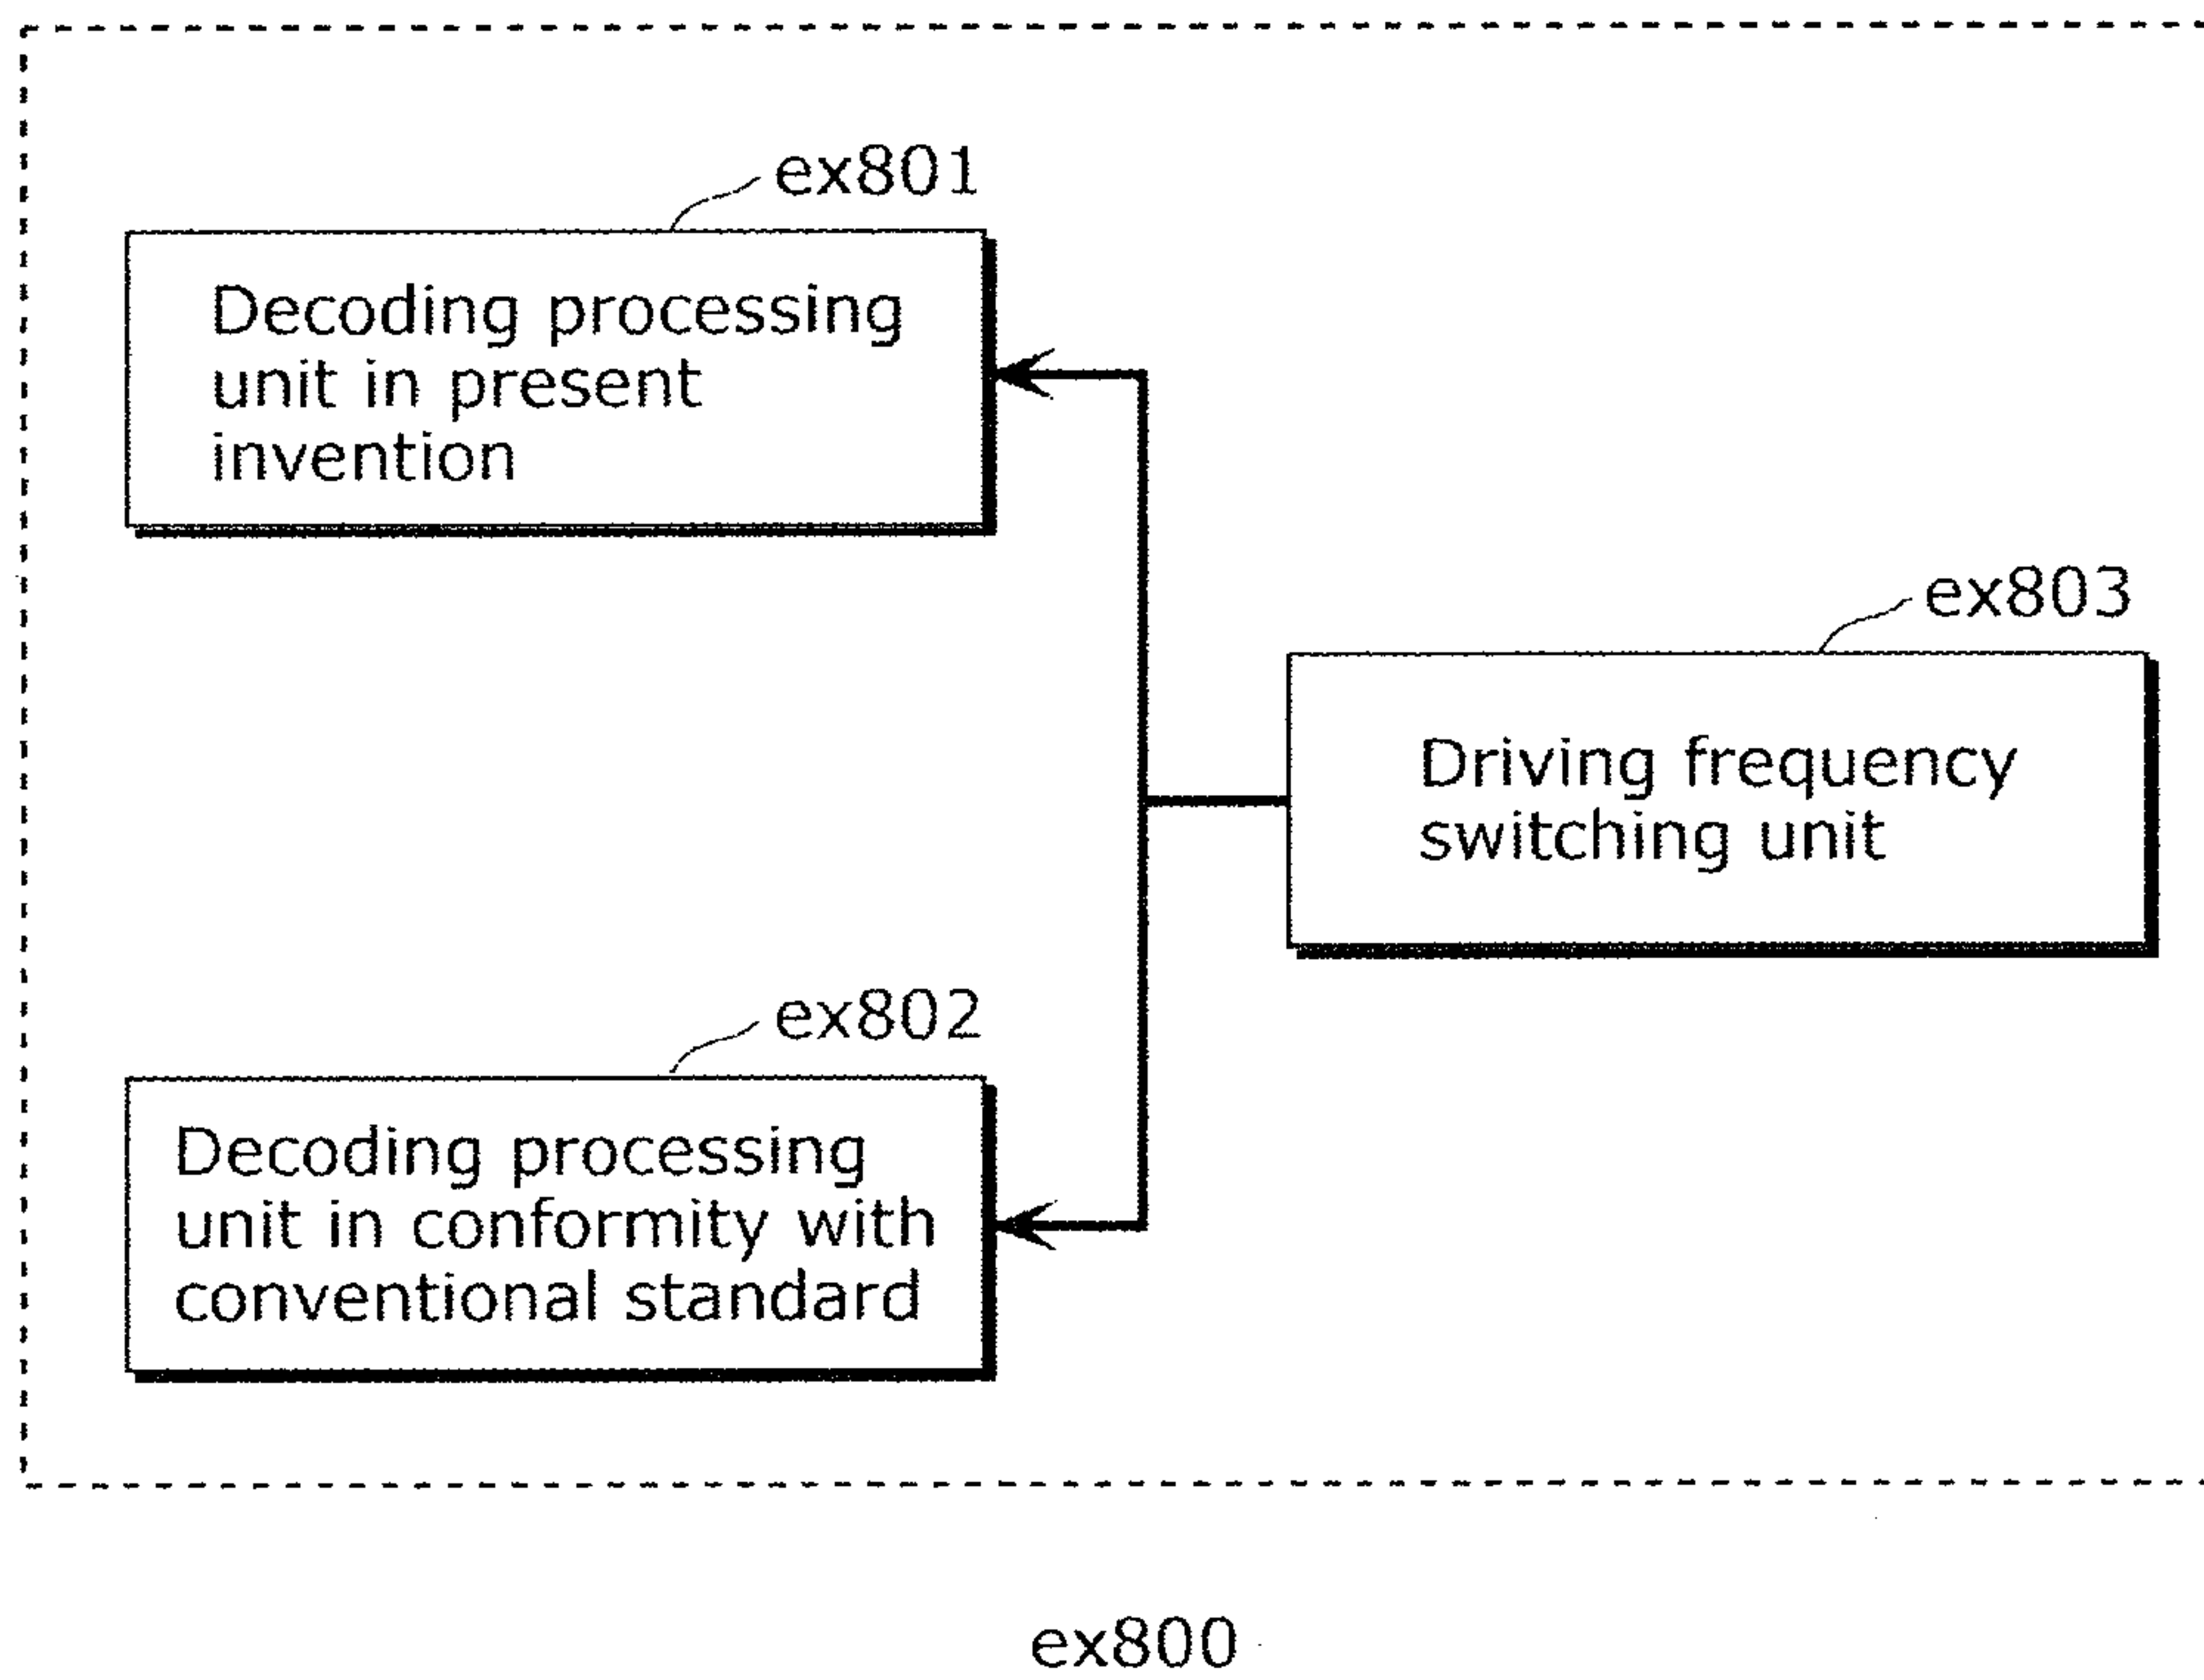 ex801
Decoding processing
unit in present
invention
ex803
Driving frequency
switching unit
ex802
Decoding processing
unit in conformity with
conventional standard
ex800